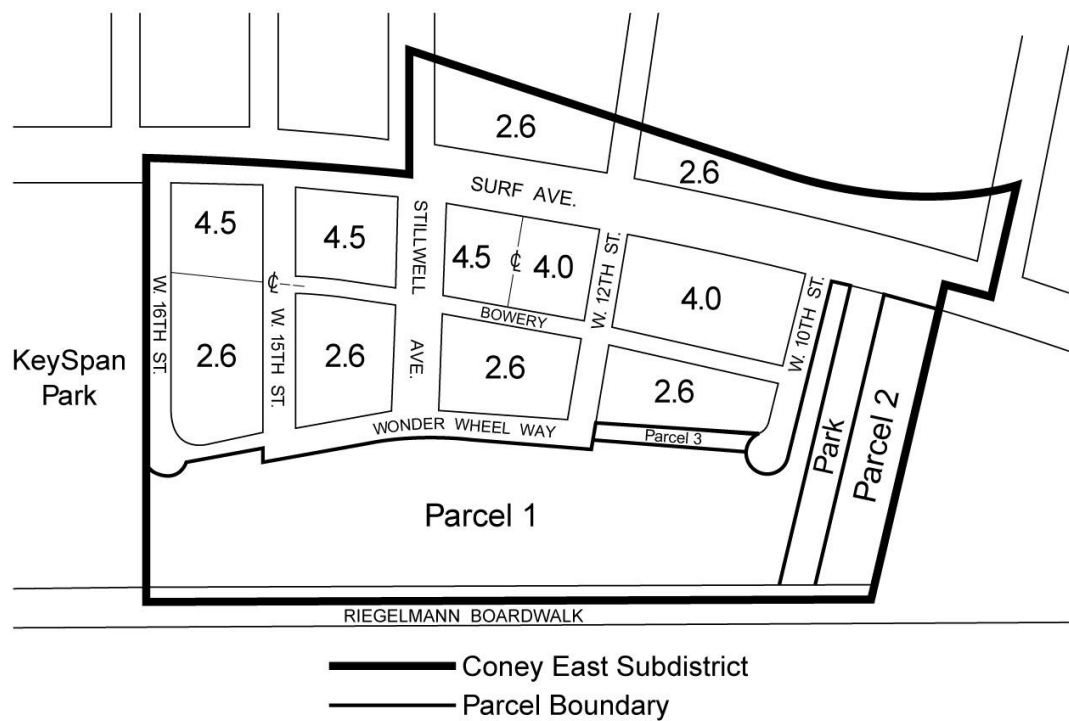 2.6
2.6
SURF AVE.
4.5
4.5
STILLWELL
AVE.
4.5
℄
4.0
W. 12TH ST.
4.0
W. 10TH ST.
W. 16TH ST.
℄
W. 15TH ST.
BOWERY
KeySpan
Park
2.6
2.6
2.6
2.6
WONDER WHEEL WAY
Parcel 3
Park
Parcel 2
Parcel 1
RIEGELMANN BOARDWALK
Coney East Subdistrict
Parcel Boundary